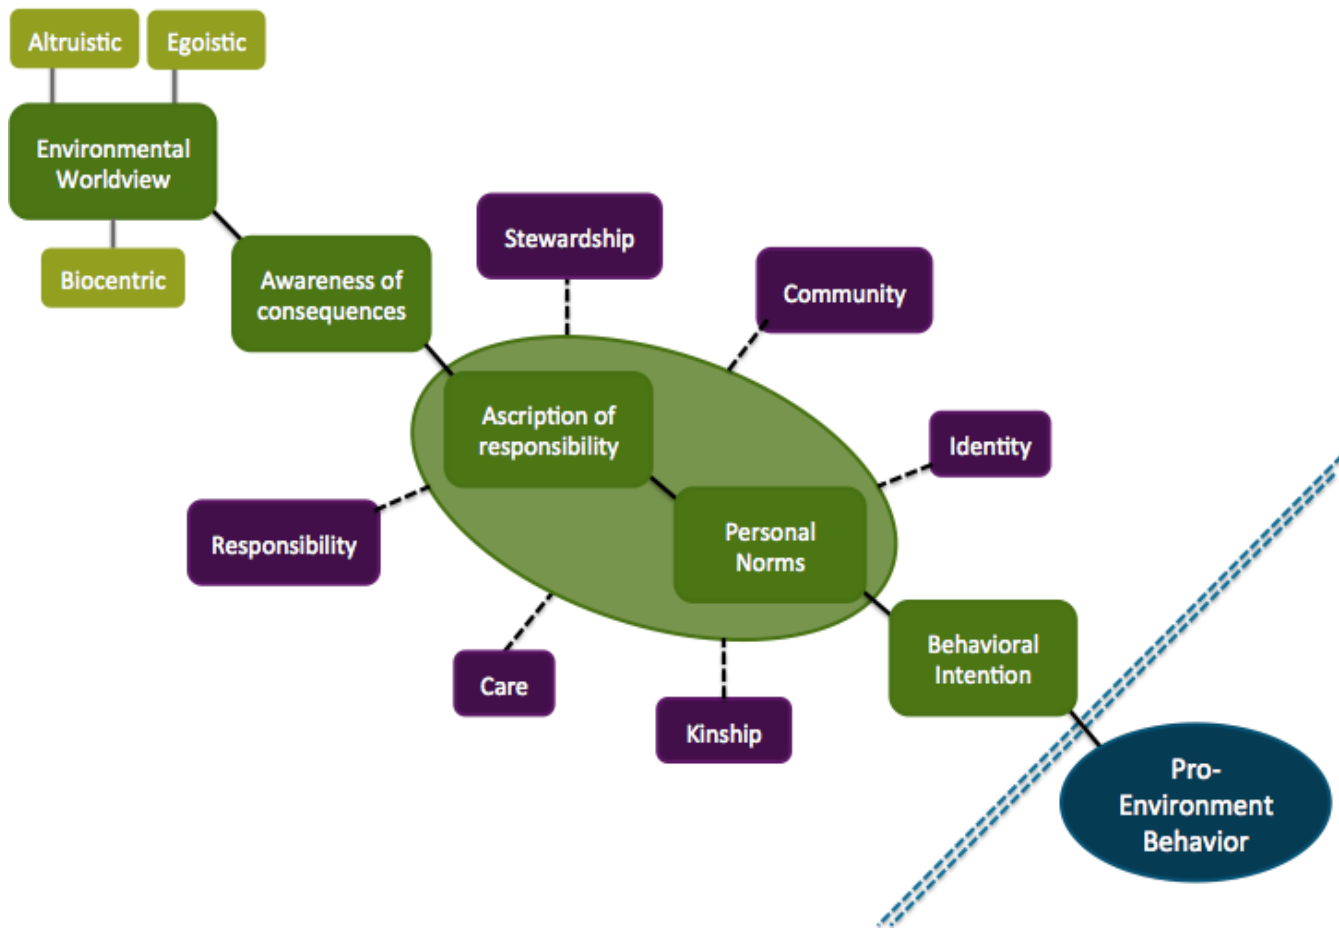 Altruistic
Egoistic
Environmental
Worldview
Biocentric
Awareness of
consequences
Stewardship
Community
Ascription of
responsibility
Identity
Responsibility
Personal
Norms
Care
Kinship
Behavioral
Intention
Pro-
Environment
Behavior